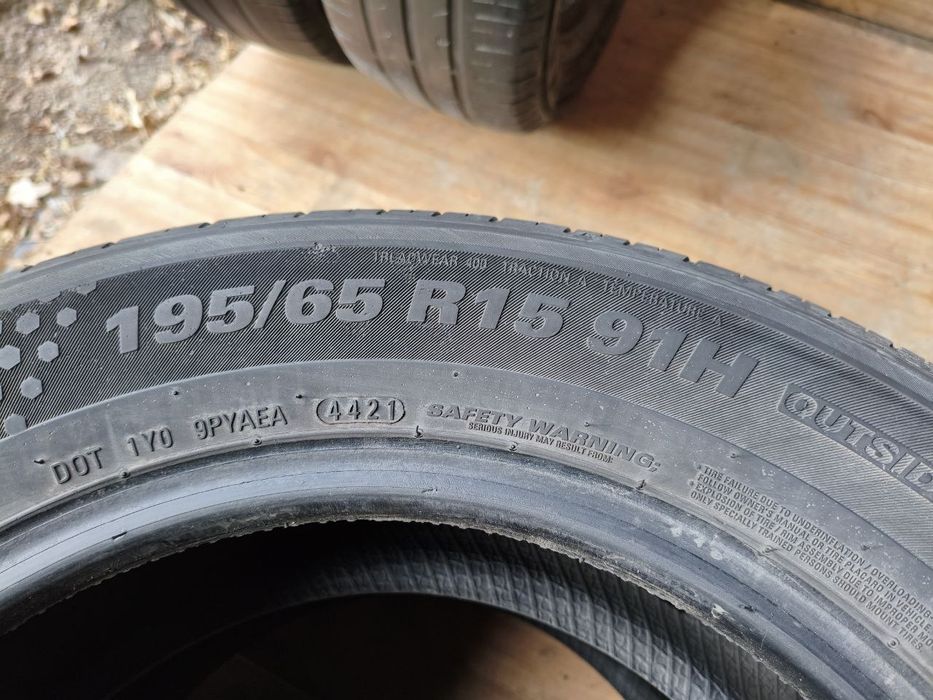 TREADWEAR 400 TRACTION A TEMPERATURE A
195/65 R15 91H OUTSID
DOT 1Y0 9PYAEA 4421
SAFETY WARNING;
SERIOUS INJURY MAY RESULT FROM:
• TIRE FAILURE DUE TO UNDERINFLATION / OVERLOADING-
FOLLOW OWNER'S MANUAL OR TIRE PLACARD IN VEHICLE
• EXPLOSION OF TIRE/RIM ASSEMBLY DUE TO IMPROPER MO
ONLY SPECIALLY TRAINED PERSONS SHOULD MOUNT TIRES.